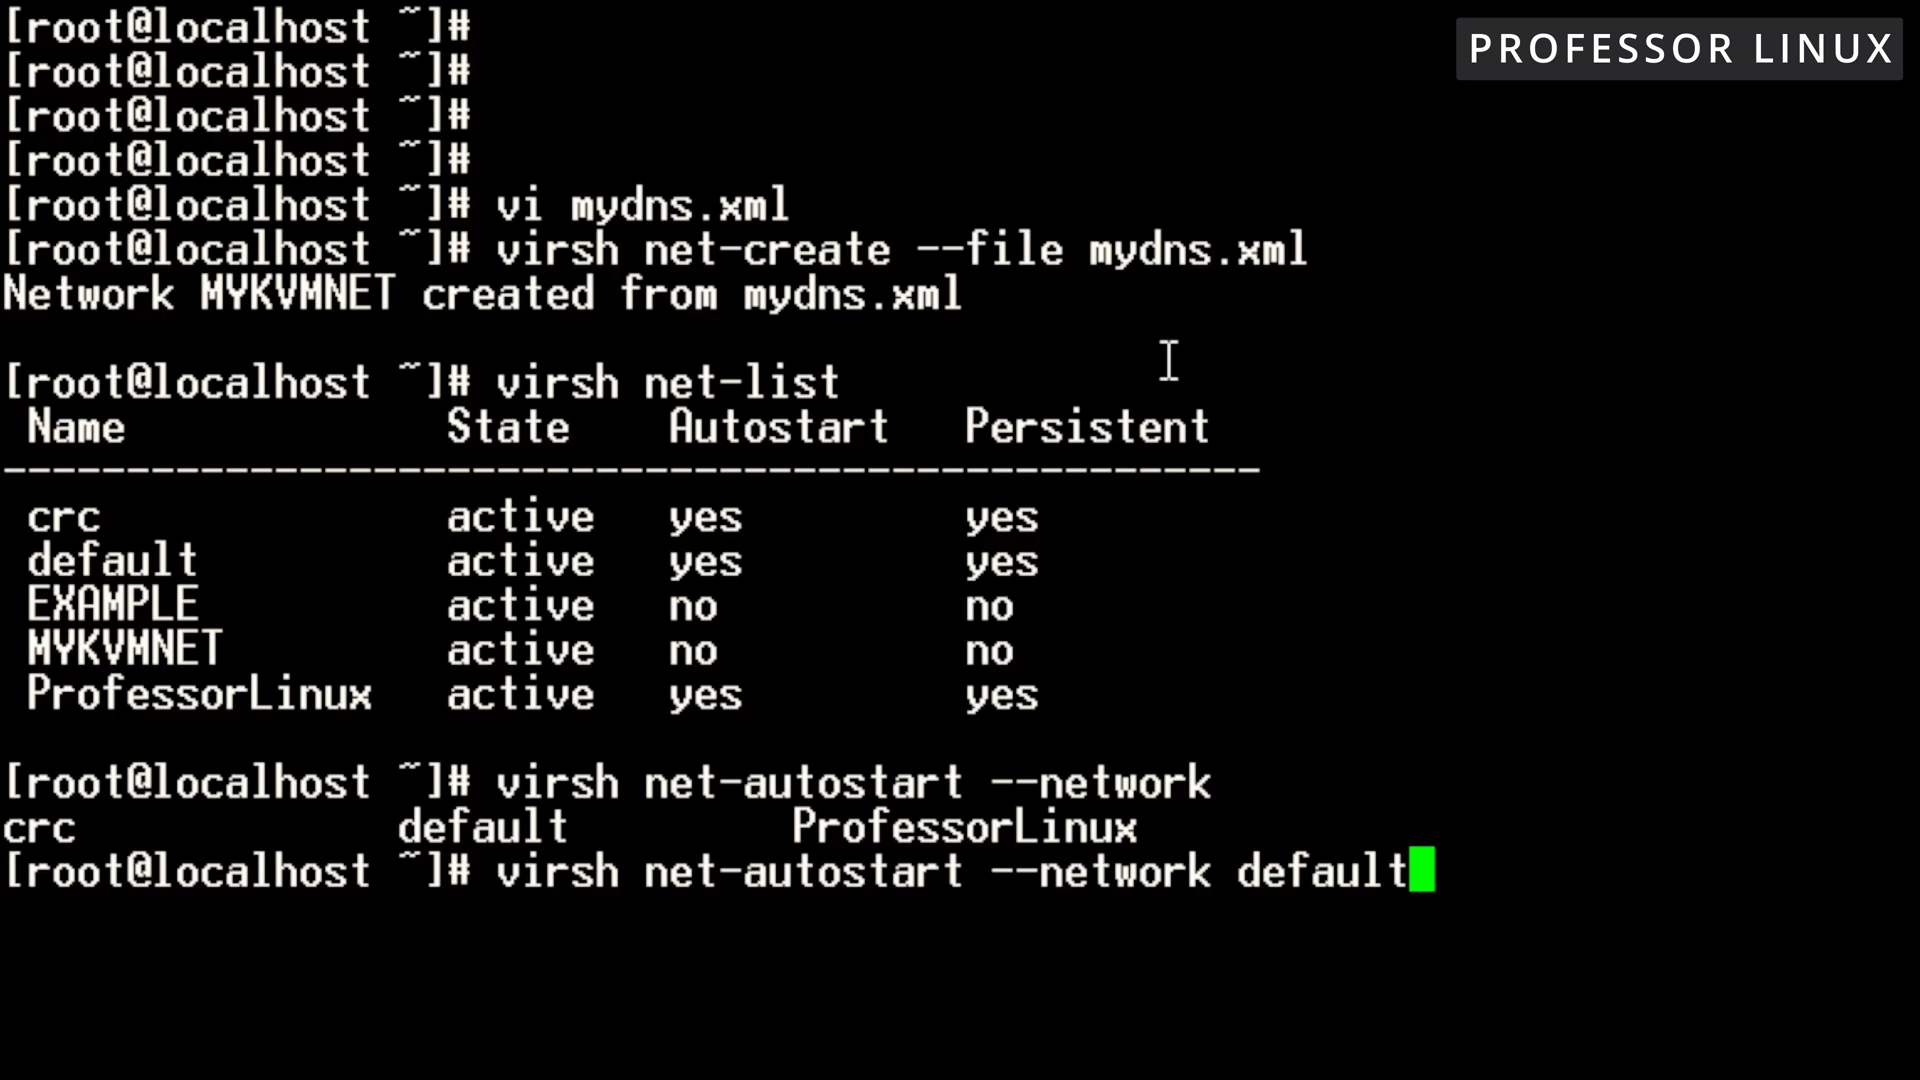 [root@localhost ~]#
PROFESSOR LINUX
[root@localhost ~]#
[root@localhost ~]#
[root@localhost ~]#
[root@localhost ~]# vi mydns.xml
[root@localhost ~]# virsh net-create --file mydns.xml
Network MYKVMNET created from mydns.xml
[root@localhost ~]# virsh net-list
Name State Autostart Persistent
----------------------------------------------------
crc active yes yes
default active yes yes
EXAMPLE active no no
MYKVMNET active no no
ProfessorLinux active yes yes
[root@localhost ~]# virsh net-autostart --network
crc default ProfessorLinux
[root@localhost ~]# virsh net-autostart --network default